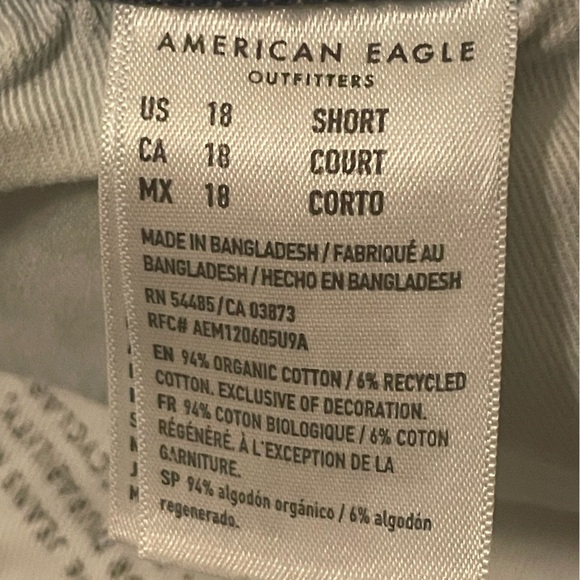 AMERICAN EAGLE
OUTFITTERS
US 18 SHORT
CA 18 COURT
MX 18 CORTO
MADE IN BANGLADESH / FABRIQUÉ AU
BANGLADESH / HECHO EN BANGLADESH
RN 54485 / CA 03873
RFC# AEM120605U9A
EN 94% ORGANIC COTTON / 6% RECYCLED
COTTON. EXCLUSIVE OF DECORATION.
FR 94% COTON BIOLOGIQUE / 6% COTON
RÉGÉNÉRÉ. À L'EXCEPTION DE LA
GARNITURE.
SP 94% algodón orgánico / 6% algodón
regenerado.
JEANS